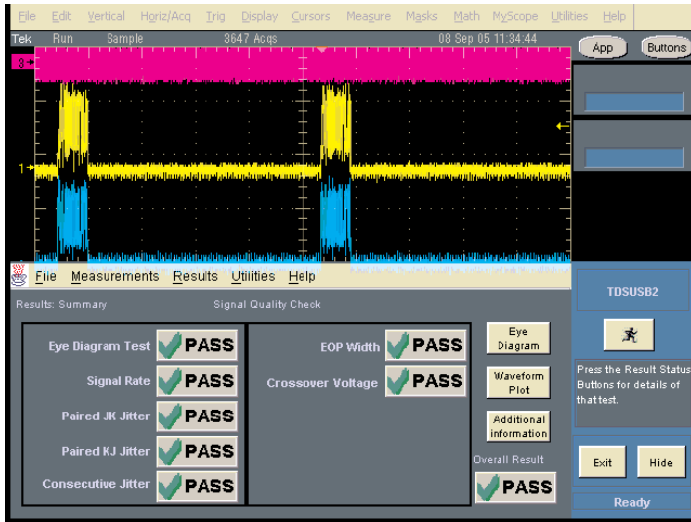 File Edit Vertical Horiz/Acq Trig Display Cursors Measure Masks Math MyScope Utilities Help
Tek Run Sample 3647 Acqs 08 Sep 05 11:34:44
App Buttons
3
1
File Measurements Results Utilities Help
TDSUSB2
Results: Summary Signal Quality Check
Eye Diagram Test PASS
Signal Rate PASS
Paired JK Jitter PASS
Paired KJ Jitter PASS
Consecutive Jitter PASS
EOP Width PASS
Crossover Voltage PASS
Eye
Diagram
Waveform
Plot
Additional
information
Overall Result
PASS
Press the Result Status
Buttons for details of
that test.
Exit Hide
Ready